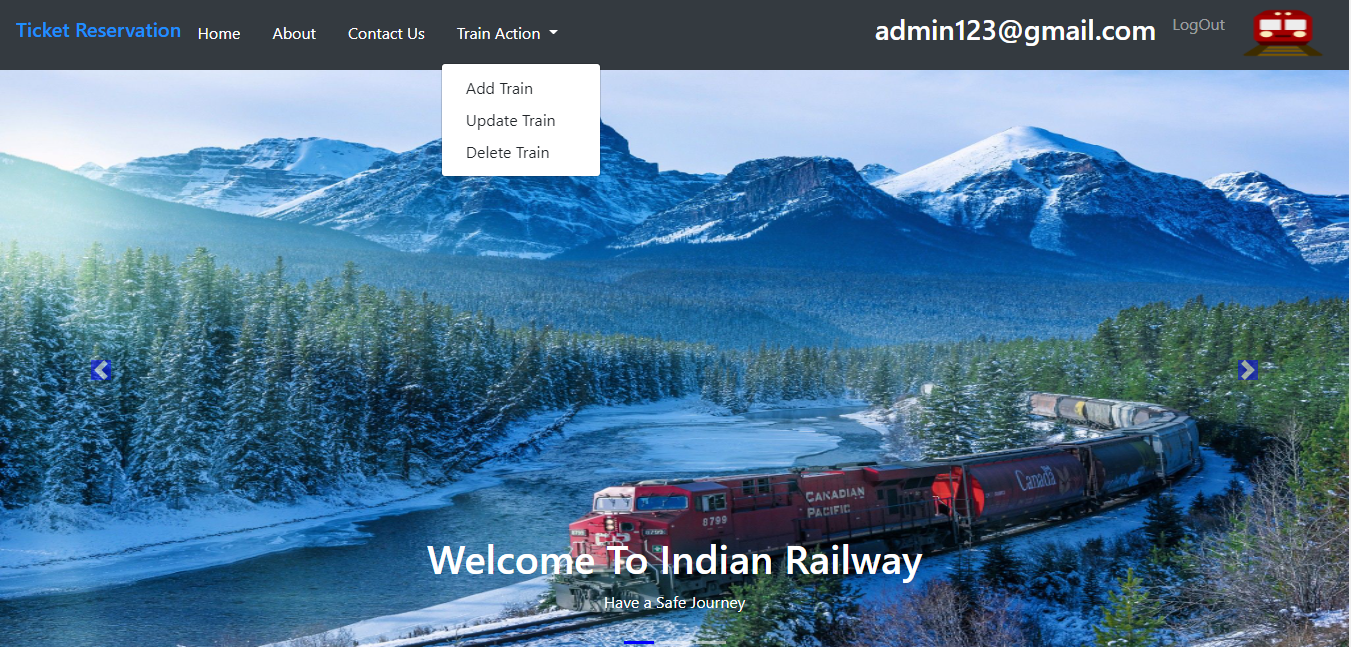 Ticket Reservation Home About Contact Us Train Action admin123@gmail.com LogOut
Add Train
Update Train
Delete Train
CANADIAN
PACIFIC
8799
Canada
CP
Welcome To Indian Railway
Have a Safe Journey